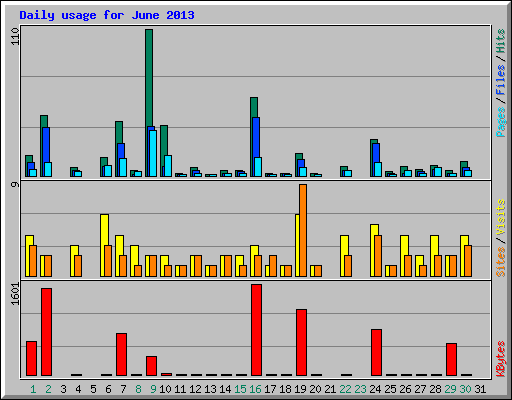 Daily usage for June 2013
110
Pages / Files / Hits
9
Sites / Visits
1601
KBytes
1 2 3 4 5 6 7 8 9 10 11 12 13 14 15 16 17 18 19 20 21 22 23 24 25 26 27 28 29 30 31